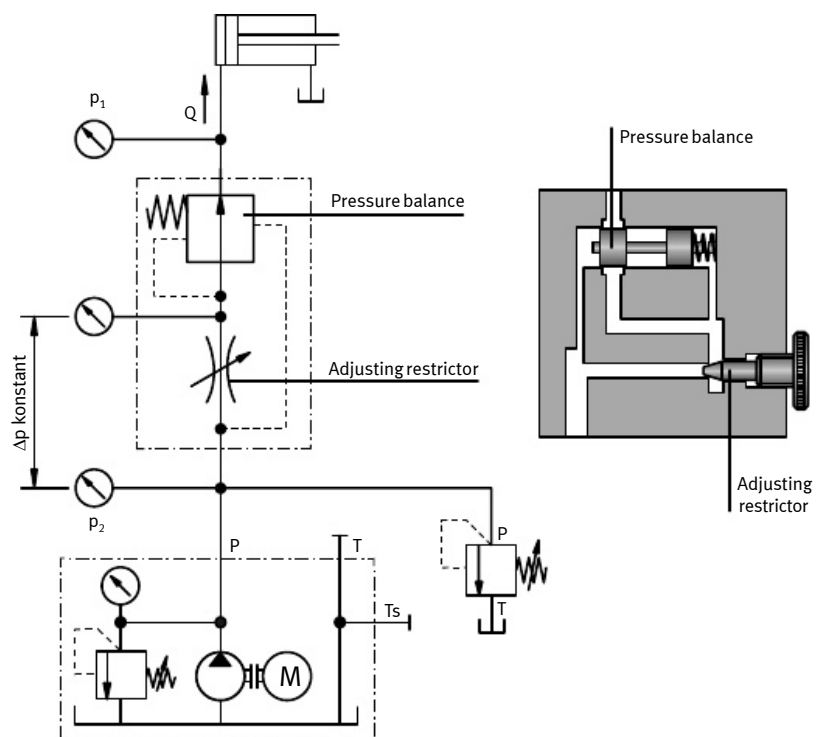 p1
Q
Pressure balance
Pressure balance
Adjusting restrictor
Δp konstant
p2
P
T
P
T
Ts
M
Adjusting
restrictor